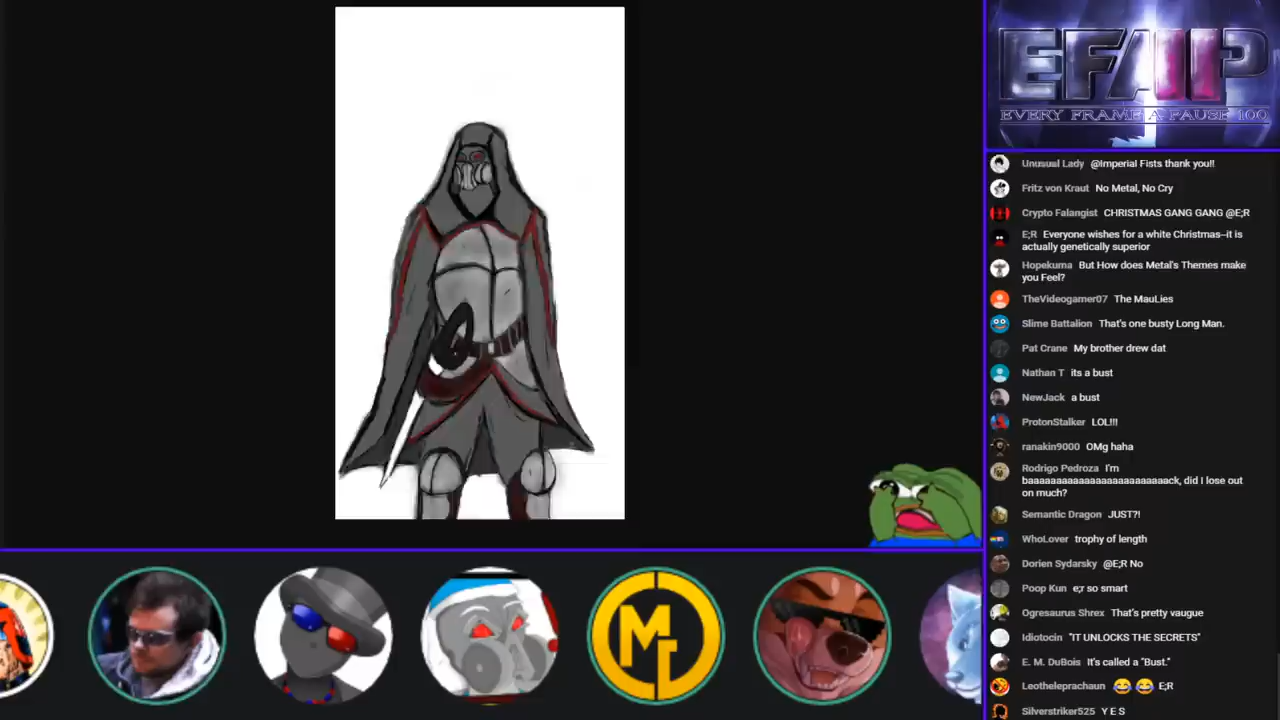 EFAP
EVERY FRAME A PAUSE 100
Unusual Lady @Imperial Fists thank you!!
Fritz von Kraut No Metal, No Cry
Crypto Falangist CHRISTMAS GANG GANG @E;R
E;R Everyone wishes for a white Christmas--it is
actually genetically superior
Hopekuma But How does Metal's Themes make
you Feel?
TheVideogamer07 The MauLies
Slime Battalion That's one busty Long Man.
Pat Crane My brother drew dat
Nathan T its a bust
NewJack a bust
ProtonStalker LOL!!!
ranakin9000 OMg haha
Rodrigo Pedroza I'm
baaaaaaaaaaaaaaaaaaaaaaaaack, did I lose out
on much?
Semantic Dragon JUST?!
WhoLover trophy of length
Dorien Sydarsky @E;R No
Poop Kun e;r so smart
Ogresaurus Shrex That's pretty vaugue
Idiotocin "IT UNLOCKS THE SECRETS"
E. M. DuBois It's called a "Bust."
Leotheleprachaun 😂 😂 E;R
Silverstriker525 Y E S